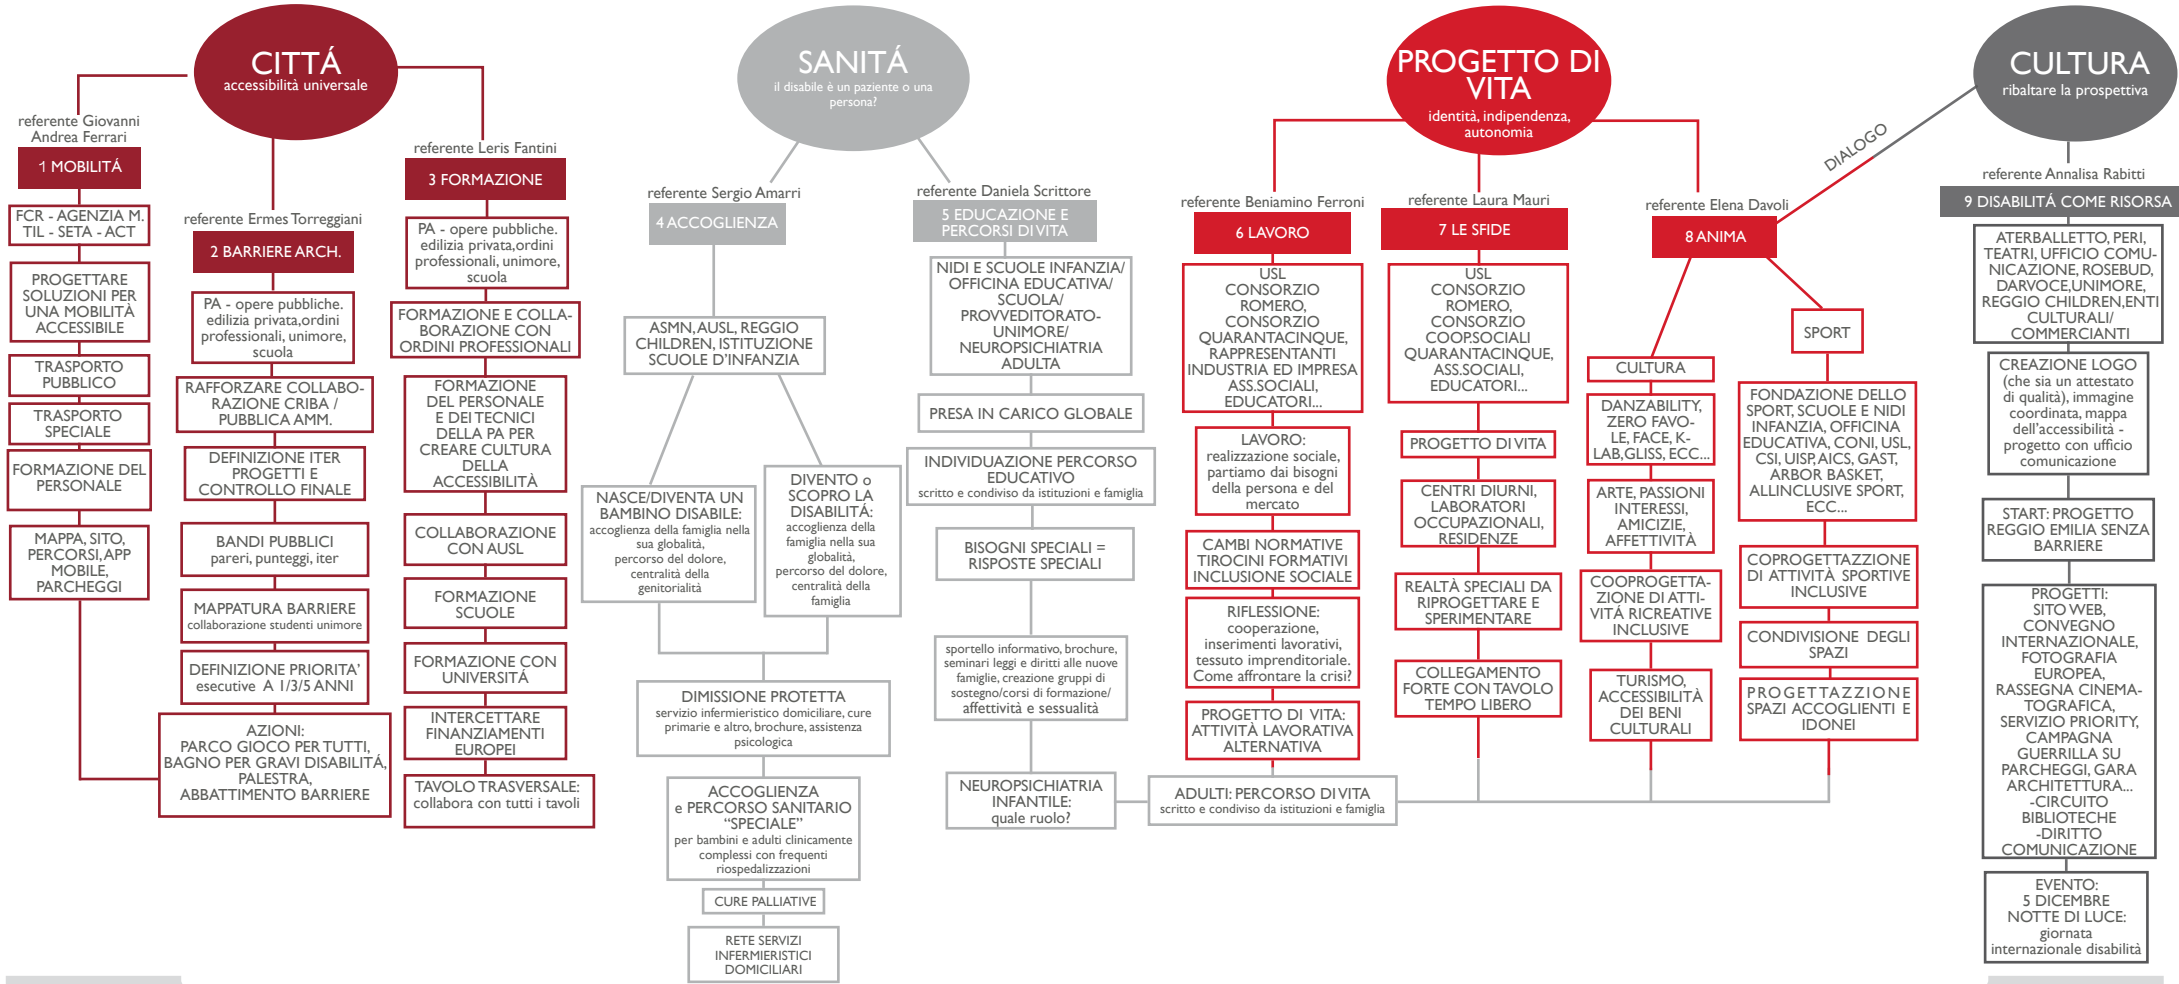 CITTÁ
accessibilità universale
referente Giovanni
Andrea Ferrari
1 MOBILITÁ
FCR - AGENZIA M.
TIL - SETA - ACT
PROGETTARE
SOLUZIONI PER
UNA MOBILITÀ
ACCESSIBILE
TRASPORTO
PUBBLICO
TRASPORTO
SPECIALE
FORMAZIONE DEL
PERSONALE
MAPPA, SITO,
PERCORSI, APP
MOBILE,
PARCHEGGI
referente Ermes Torreggiani
2 BARRIERE ARCH.
PA - opere pubbliche.
edilizia privata,ordini
professionali, unimore,
scuola
RAFFORZARE COLLABO-
RAZIONE CRIBA /
PUBBLICA AMM.
DEFINIZIONE ITER
PROGETTI E
CONTROLLO FINALE
BANDI PUBBLICI
pareri, punteggi, iter
MAPPATURA BARRIERE
collaborazione studenti unimore
DEFINIZIONE PRIORITA'
esecutive A 1/3/5 ANNI
AZIONI:
PARCO GIOCO PER TUTTI,
BAGNO PER GRAVI DISABILITÁ,
PALESTRA,
ABBATTIMENTO BARRIERE
referente Leris Fantini
3 FORMAZIONE
PA - opere pubbliche.
edilizia privata,ordini
professionali, unimore,
scuola
FORMAZIONE E COLLA-
BORAZIONE CON
ORDINI PROFESSIONALI
FORMAZIONE
DEL PERSONALE
E DEI TECNICI
DELLA PA PER
CREARE CULTURA
DELLA
ACCESSIBILITÀ
COLLABORAZIONE
CON AUSL
FORMAZIONE
SCUOLE
FORMAZIONE CON
UNIVERSITÁ
INTERCETTARE
FINANZIAMENTI
EUROPEI
TAVOLO TRASVERSALE:
collabora con tutti i tavoli
SANITÁ
il disabile è un paziente o una
persona?
referente Sergio Amarri
4 ACCOGLIENZA
ASMN, AUSL, REGGIO
CHILDREN, ISTITUZIONE
SCUOLE D'INFANZIA
NASCE/DIVENTA UN
BAMBINO DISABILE:
accoglienza della famiglia nella
sua globalità,
percorso del dolore,
centralità della
genitorialità
DIVENTO o
SCOPRO LA
DISABILITÁ:
accoglienza della
famiglia nella sua
globalità,
percorso del dolore,
centralità della
famiglia
DIMISSIONE PROTETTA
servizio infermieristico domiciliare, cure
primarie e altro, brochure, assistenza
psicologica
ACCOGLIENZA
e PERCORSO SANITARIO
“SPECIALE”
per bambini e adulti clinicamente
complessi con frequenti
riospedalizzazioni
CURE PALLIATIVE
RETE SERVIZI
INFERMIERISTICI
DOMICILIARI
referente Daniela Scrittore
5 EDUCAZIONE E
PERCORSI DI VITA
NIDI E SCUOLE INFANZIA/
OFFICINA EDUCATIVA/
SCUOLA/
PROVVEDITORATO-
UNIMORE/
NEUROPSICHIATRIA
ADULTA
PRESA IN CARICO GLOBALE
INDIVIDUAZIONE PERCORSO
EDUCATIVO
scritto e condiviso da istituzioni e famiglia
BISOGNI SPECIALI =
RISPOSTE SPECIALI
sportello informativo, brochure,
seminari leggi e diritti alle nuove
famiglie, creazione gruppi di
sostegno/corsi di formazione/
affettività e sessualità
NEUROPSICHIATRIA
INFANTILE:
quale ruolo?
PROGETTO DI
VITA
identità, indipendenza,
autonomia
referente Beniamino Ferroni
6 LAVORO
USL
CONSORZIO
ROMERO,
CONSORZIO
QUARANTACINQUE,
RAPPRESENTANTI
INDUSTRIA ED IMPRESA
ASS.SOCIALI,
EDUCATORI...
LAVORO:
realizzazione sociale,
partiamo dai bisogni
della persona e del
mercato
CAMBI NORMATIVE
TIROCINI FORMATIVI
INCLUSIONE SOCIALE
RIFLESSIONE:
cooperazione,
inserimenti lavorativi,
tessuto imprenditoriale.
Come affrontare la crisi?
PROGETTO DI VITA:
ATTIVITÀ LAVORATIVA
ALTERNATIVA
ADULTI: PERCORSO DI VITA
scritto e condiviso da istituzioni e famiglia
referente Laura Mauri
7 LE SFIDE
USL
CONSORZIO
ROMERO,
CONSORZIO
COOP.SOCIALI
QUARANTACINQUE,
ASS.SOCIALI,
EDUCATORI...
PROGETTO DI VITA
CENTRI DIURNI,
LABORATORI
OCCUPAZIONALI,
RESIDENZE
REALTÀ SPECIALI DA
RIPROGETTARE E
SPERIMENTARE
COLLEGAMENTO
FORTE CON TAVOLO
TEMPO LIBERO
referente Elena Davoli
8 ANIMA
CULTURA
DANZABILITY,
ZERO FAVO-
LE, FACE, K-
LAB,GLISS, ECC...
ARTE, PASSIONI
INTERESSI,
AMICIZIE,
AFFETTIVITÀ
COOPROGETTA-
ZIONE DI ATTI-
VITÁ RICREATIVE
INCLUSIVE
TURISMO,
ACCESSIBILITÀ
DEI BENI
CULTURALI
SPORT
FONDAZIONE DELLO
SPORT, SCUOLE E NIDI
INFANZIA, OFFICINA
EDUCATIVA, CONI, USL,
CSI, UISP, AICS, GAST,
ARBOR BASKET,
ALLINCLUSIVE SPORT,
ECC...
COPROGETTAZZIONE
DI ATTIVITÀ SPORTIVE
INCLUSIVE
CONDIVISIONE DEGLI
SPAZI
PROGETTAZZIONE
SPAZI ACCOGLIENTI E
IDONEI
DIALOGO
CULTURA
ribaltare la prospettiva
referente Annalisa Rabitti
9 DISABILITÁ COME RISORSA
ATERBALLETTO, PERI,
TEATRI, UFFICIO COMU-
NICAZIONE, ROSEBUD,
DARVOCE,UNIMORE,
REGGIO CHILDREN,ENTI
CULTURALI/
COMMERCIANTI
CREAZIONE LOGO
(che sia un attestato
di qualità), immagine
coordinata, mappa
dell'accessibilità -
progetto con ufficio
comunicazione
START: PROGETTO
REGGIO EMILIA SENZA
BARRIERE
PROGETTI:
SITO WEB,
CONVEGNO
INTERNAZIONALE,
FOTOGRAFIA
EUROPEA,
RASSEGNA CINEMA-
TOGRAFICA,
SERVIZIO PRIORITY,
CAMPAGNA
GUERRILLA SU
PARCHEGGI, GARA
ARCHITETTURA...
-CIRCUITO
BIBLIOTECHE
-DIRITTO
COMUNICAZIONE
EVENTO:
5 DICEMBRE
NOTTE DI LUCE:
giornata
internazionale disabilità